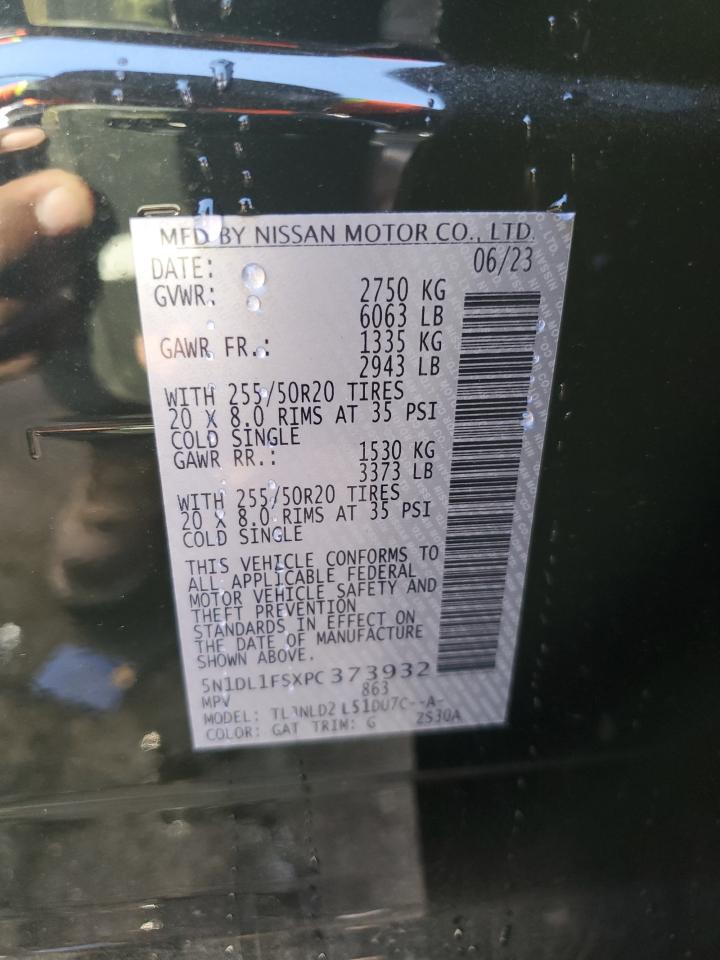 MFD BY NISSAN MOTOR CO., LTD.
DATE: 06/23
GVWR: 2750 KG
6063 LB
GAWR FR.: 1335 KG
2943 LB
WITH 255/50R20 TIRES
20 X 8.0 RIMS AT 35 PSI
COLD SINGLE
GAWR RR.: 1530 KG
3373 LB
WITH 255/50R20 TIRES
20 X 8.0 RIMS AT 35 PSI
COLD SINGLE
THIS VEHICLE CONFORMS TO
ALL APPLICABLE FEDERAL
MOTOR VEHICLE SAFETY AND
THEFT PREVENTION
STANDARDS IN EFFECT ON
THE DATE OF MANUFACTURE
SHOWN ABOVE.
5N1DL1FSXPC373932
MPV 863
MODEL:
COLOR: GAT TRIM: G 2S30A